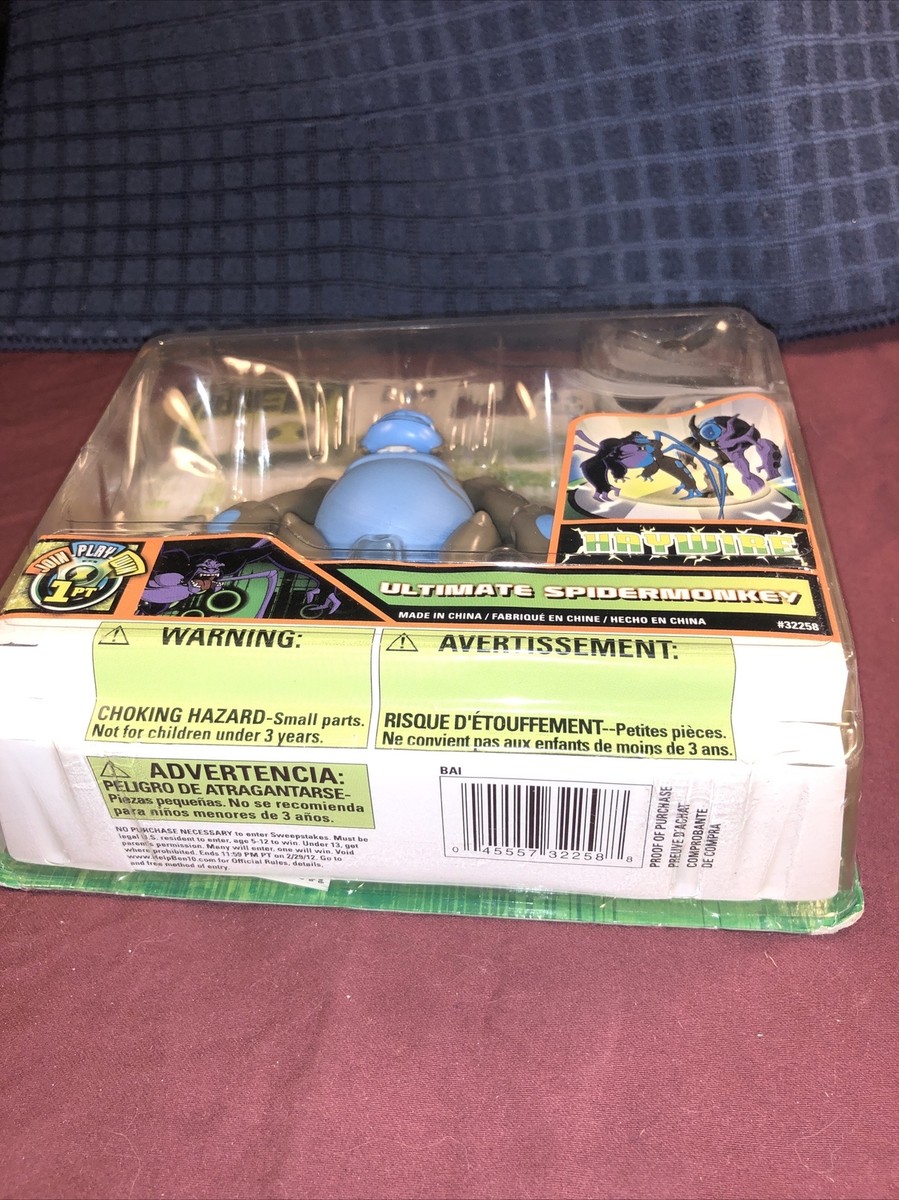 HAYWIRE
JOIN PLAY
1PT
ULTIMATE SPIDERMONKEY
MADE IN CHINA / FABRIQUÉ EN CHINE / HECHO EN CHINA
#32258
WARNING:
CHOKING HAZARD-Small parts.
Not for children under 3 years.
AVERTISSEMENT:
RISQUE D'ÉTOUFFEMENT--Petites pièces.
Ne convient pas aux enfants de moins de 3 ans.
ADVERTENCIA:
PELIGRO DE ATRAGANTARSE-
Piezas pequeñas. No se recomienda
para niños menores de 3 años.
NO PURCHASE NECESSARY to enter Sweepstakes. Must be
legal U.S. resident to enter, age 5-12 to win. Under 13, get
parent's permission. Many will enter, one will win. Void
where prohibited. Ends 11:59 PM PT on 2/29/12. Go to
www.HelpBen10.com for Official Rules, details,
and free method of entry.
BAI
0 45557 32258 8
PROOF OF PURCHASE
PREUVE D'ACHAT
COMPROBANTE
DE COMPRA